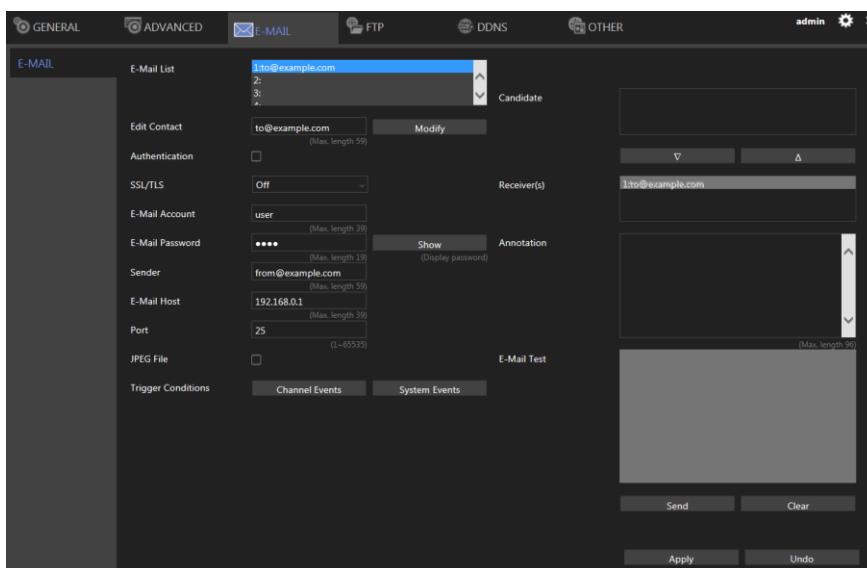 GENERAL
ADVANCED
E-MAIL
FTP
DDNS
OTHER
admin
E-MAIL
E-Mail List
1:to@example.com
2:
3:
Candidate
Edit Contact
to@example.com
Modify
(Max. length 59)
Authentication
∇
Δ
SSL/TLS
Off
Receiver(s)
1:to@example.com
E-Mail Account
user
(Max. length 39)
E-Mail Password
••••
Show
Annotation
(Max. length 19)
(Display password)
Sender
from@example.com
(Max. length 59)
E-Mail Host
192.168.0.1
(Max. length 39)
Port
25
(1~65535)
(Max. length 96)
JPEG File
E-Mail Test
Trigger Conditions
Channel Events
System Events
Send
Clear
Apply
Undo